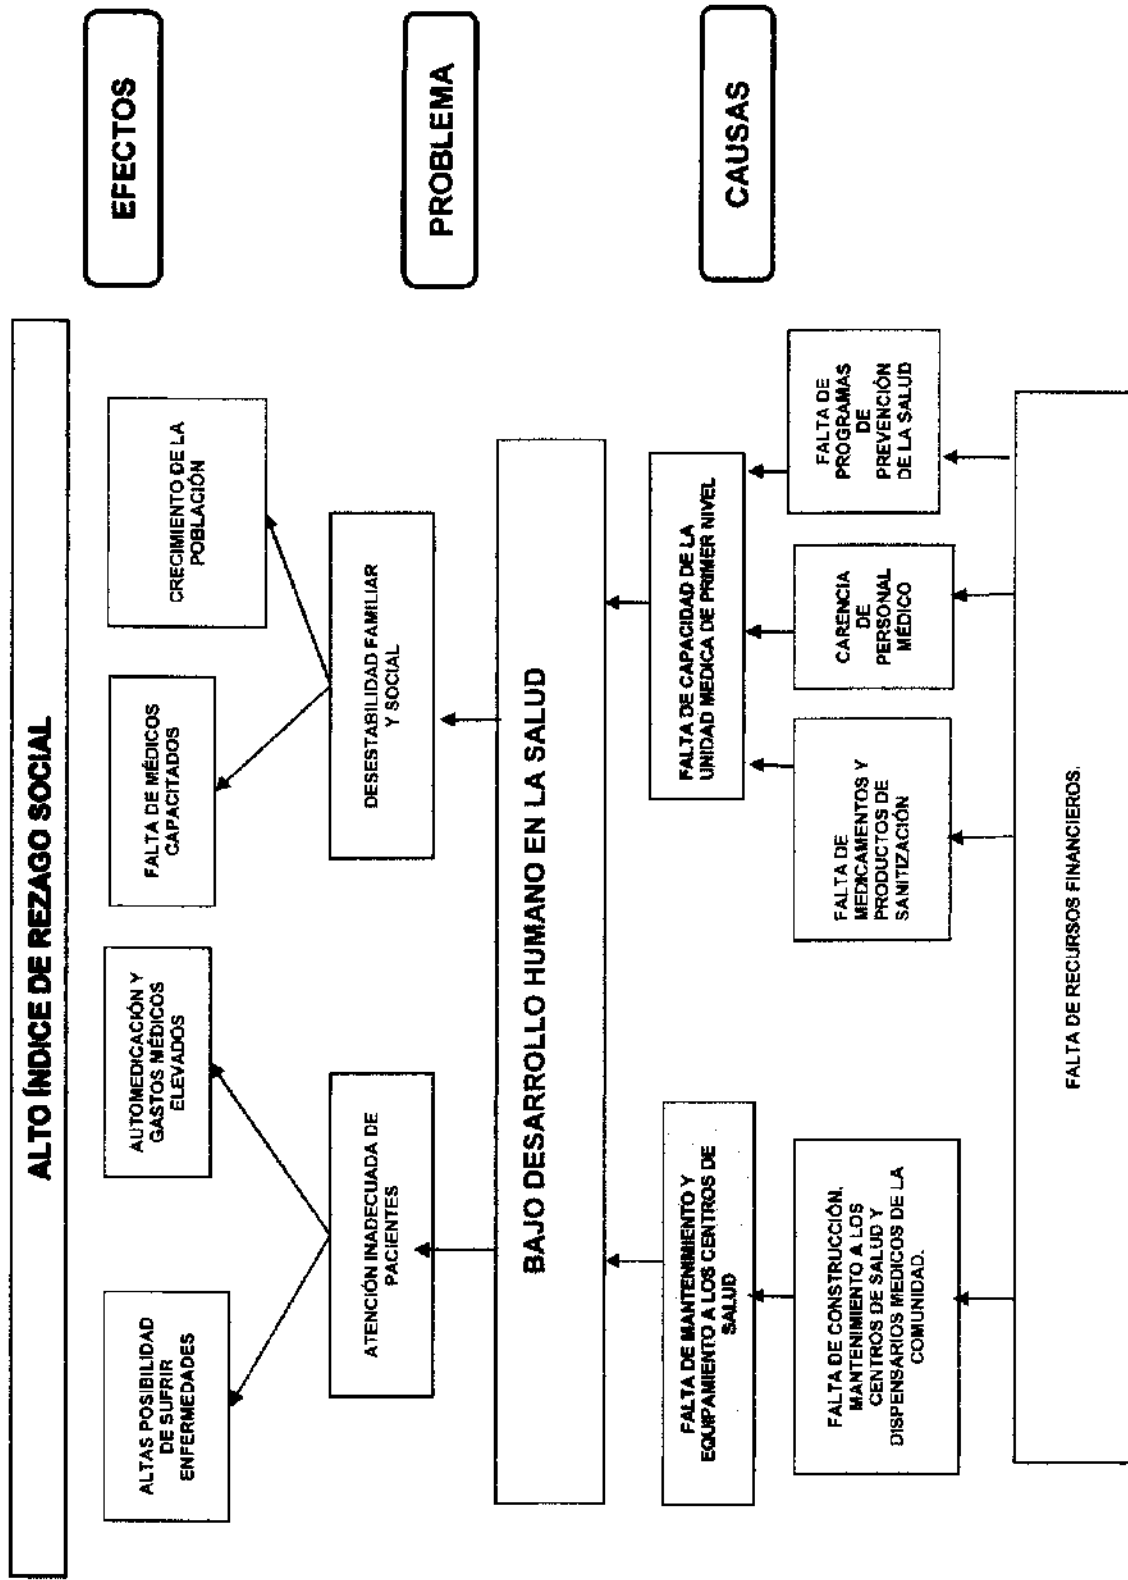 ALTO ÍNDICE DE REZAGO SOCIAL
EFECTOS
ALTAS POSIBILIDAD
DE SUFRIR
ENFERMEDADES
AUTOMEDICACIÓN Y
GASTOS MÉDICOS
ELEVADOS
FALTA DE MÉDICOS
CAPACITADOS
CRECIMIENTO DE LA
POBLACIÓN
ATENCIÓN INADECUADA DE
PACIENTES
DESESTABILIDAD FAMILIAR
Y SOCIAL
PROBLEMA
BAJO DESARROLLO HUMANO EN LA SALUD
CAUSAS
FALTA DE MANTENIMIENTO Y
EQUIPAMIENTO A LOS CENTROS DE
SALUD
FALTA DE CAPACIDAD DE LA
UNIDAD MEDICA DE PRIMER NIVEL
FALTA DE CONSTRUCCIÓN,
MANTENIMIENTO A LOS
CENTROS DE SALUD Y
DISPENSARIOS MEDICOS DE LA
COMUNIDAD.
FALTA DE
MEDICAMENTOS Y
PRODUCTOS DE
SANITIZACIÓN
CARENCIA
DE
PERSONAL
MÉDICO
FALTA DE
PROGRAMAS
DE
PREVENCIÓN
DE LA SALUD
FALTA DE RECURSOS FINANCIEROS.